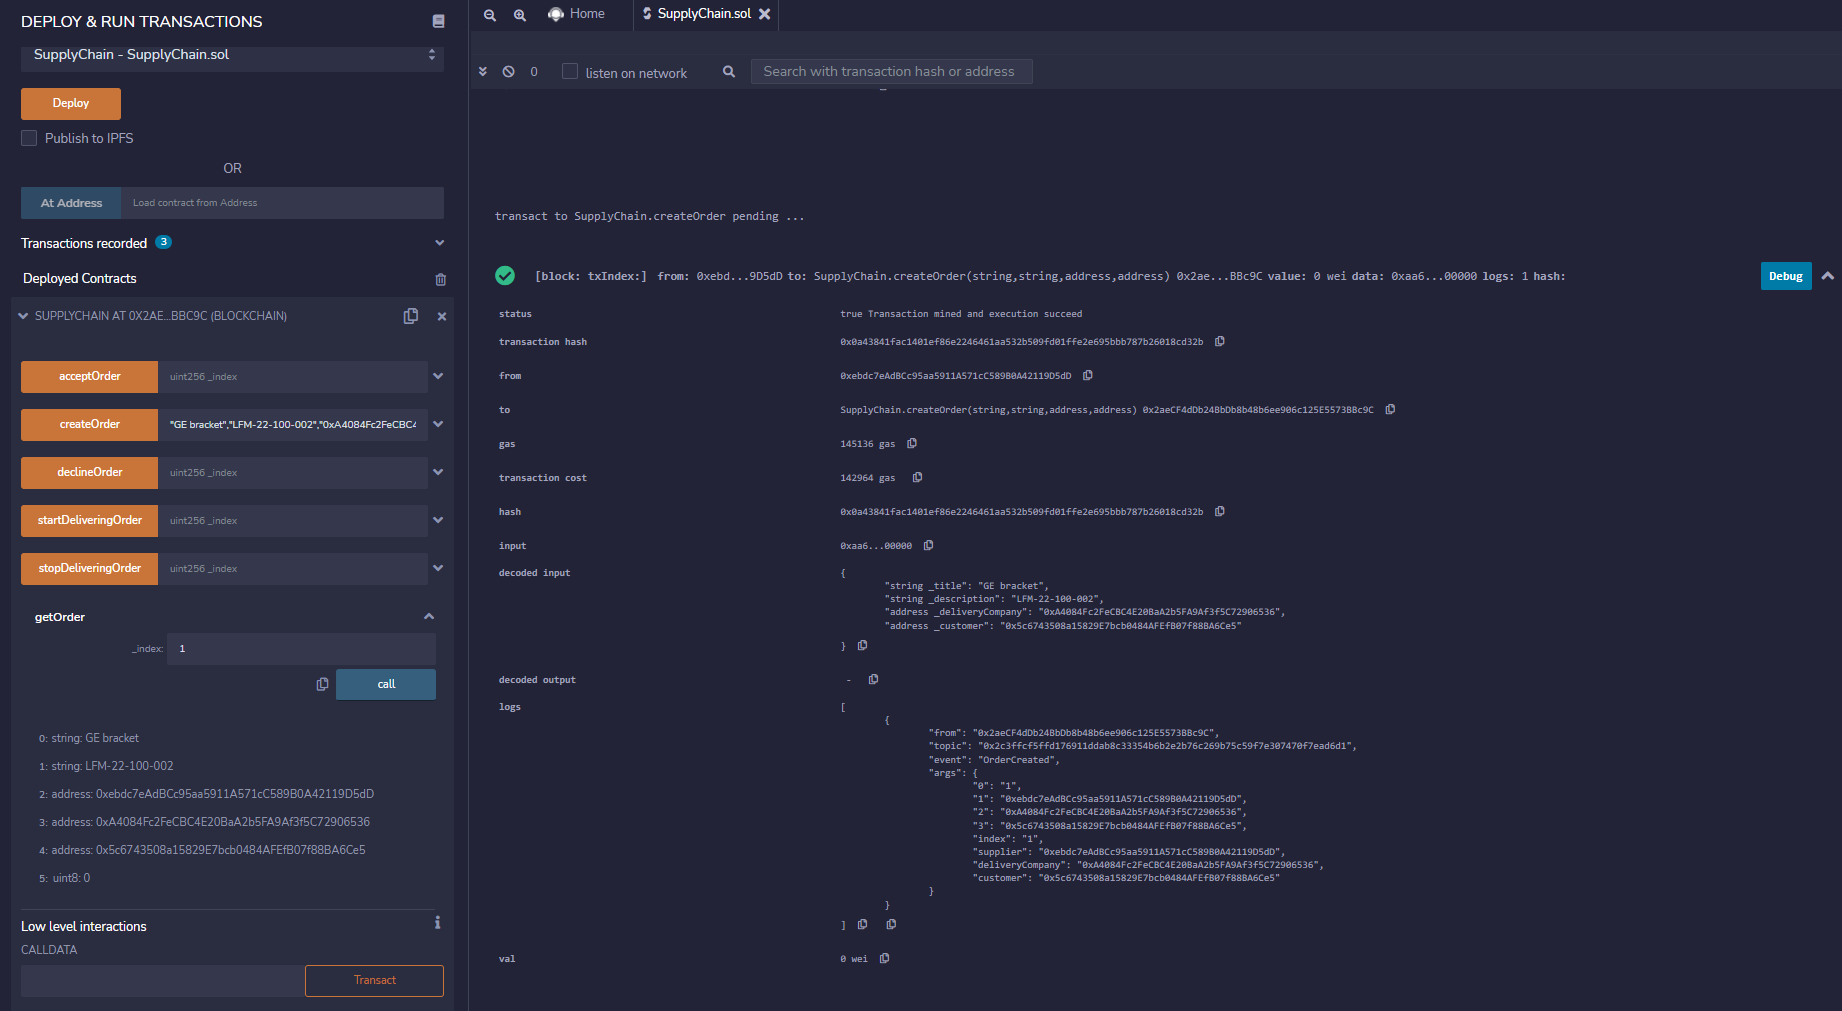 DEPLOY & RUN TRANSACTIONS
SupplyChain - SupplyChain.sol
Deploy
Publish to IPFS
OR
At Address
Load contract from Address
Transactions recorded 3
Deployed Contracts
SUPPLYCHAIN AT 0X2AE...BBC9C (BLOCKCHAIN)
acceptOrder
uint256 _index
createOrder
"GE bracket","LFM-22-100-002","0xA4084Fc2FeCBC4
declineOrder
uint256 _index
startDeliveringOrder
uint256 _index
stopDeliveringOrder
uint256 _index
getOrder
_index:
1
call
0: string: GE bracket
1: string: LFM-22-100-002
2: address: 0xebdc7eAdBCc95aa5911A571cC589B0A42119D5dD
3: address: 0xA4084Fc2FeCBC4E20BaA2b5FA9Af3f5C72906536
4: address: 0x5c6743508a15829E7bcb0484AFEfB07f88BA6Ce5
5: uint8: 0
Low level interactions
CALLDATA
Transact
Home
SupplyChain.sol
0
listen on network
Search with transaction hash or address
transact to SupplyChain.createOrder pending ...
[block: txIndex:] from: 0xebd...9D5dD to: SupplyChain.createOrder(string,string,address,address) 0x2ae...BBc9C value: 0 wei data: 0xaa6...00000 logs: 1 hash:
Debug
status
true Transaction mined and execution succeed
transaction hash
0x0a43841fac1401ef86e2246461aa532b509fd01ffe2e695bbb787b26018cd32b
from
0xebdc7eAdBCc95aa5911A571cC589B0A42119D5dD
to
SupplyChain.createOrder(string,string,address,address) 0x2aeCF4dDb24BbDb8b48b6ee906c125E5573BBc9C
gas
145136 gas
transaction cost
142964 gas
hash
0x0a43841fac1401ef86e2246461aa532b509fd01ffe2e695bbb787b26018cd32b
input
0xaa6...00000
decoded input
{
"string _title": "GE bracket",
"string _description": "LFM-22-100-002",
"address _deliveryCompany": "0xA4084Fc2FeCBC4E20BaA2b5FA9Af3f5C72906536",
"address _customer": "0x5c6743508a15829E7bcb0484AFEfB07f88BA6Ce5"
}
decoded output
-
logs
[
{
"from": "0x2aeCF4dDb24BbDb8b48b6ee906c125E5573BBc9C",
"topic": "0x2c3ffcf5ffd176911ddab8c33354b6b2e2b76c269b75c59f7e307470f7ead6d1",
"event": "OrderCreated",
"args": {
"0": "1",
"1": "0xebdc7eAdBCc95aa5911A571cC589B0A42119D5dD",
"2": "0xA4084Fc2FeCBC4E20BaA2b5FA9Af3f5C72906536",
"3": "0x5c6743508a15829E7bcb0484AFEfB07f88BA6Ce5",
"index": "1",
"supplier": "0xebdc7eAdBCc95aa5911A571cC589B0A42119D5dD",
"deliveryCompany": "0xA4084Fc2FeCBC4E20BaA2b5FA9Af3f5C72906536",
"customer": "0x5c6743508a15829E7bcb0484AFEfB07f88BA6Ce5"
}
}
]
val
0 wei